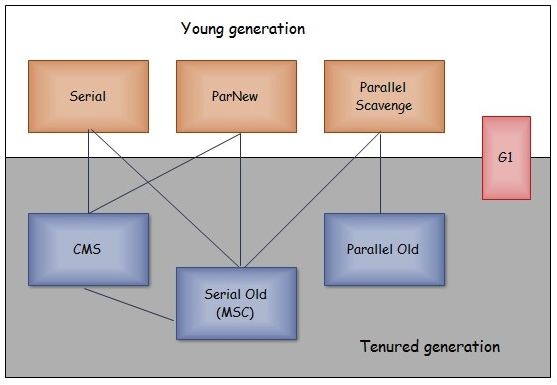 Young generation
Serial
ParNew
Parallel
Scavenge
G1
CMS
Serial Old
(MSC)
Parallel Old
Tenured generation